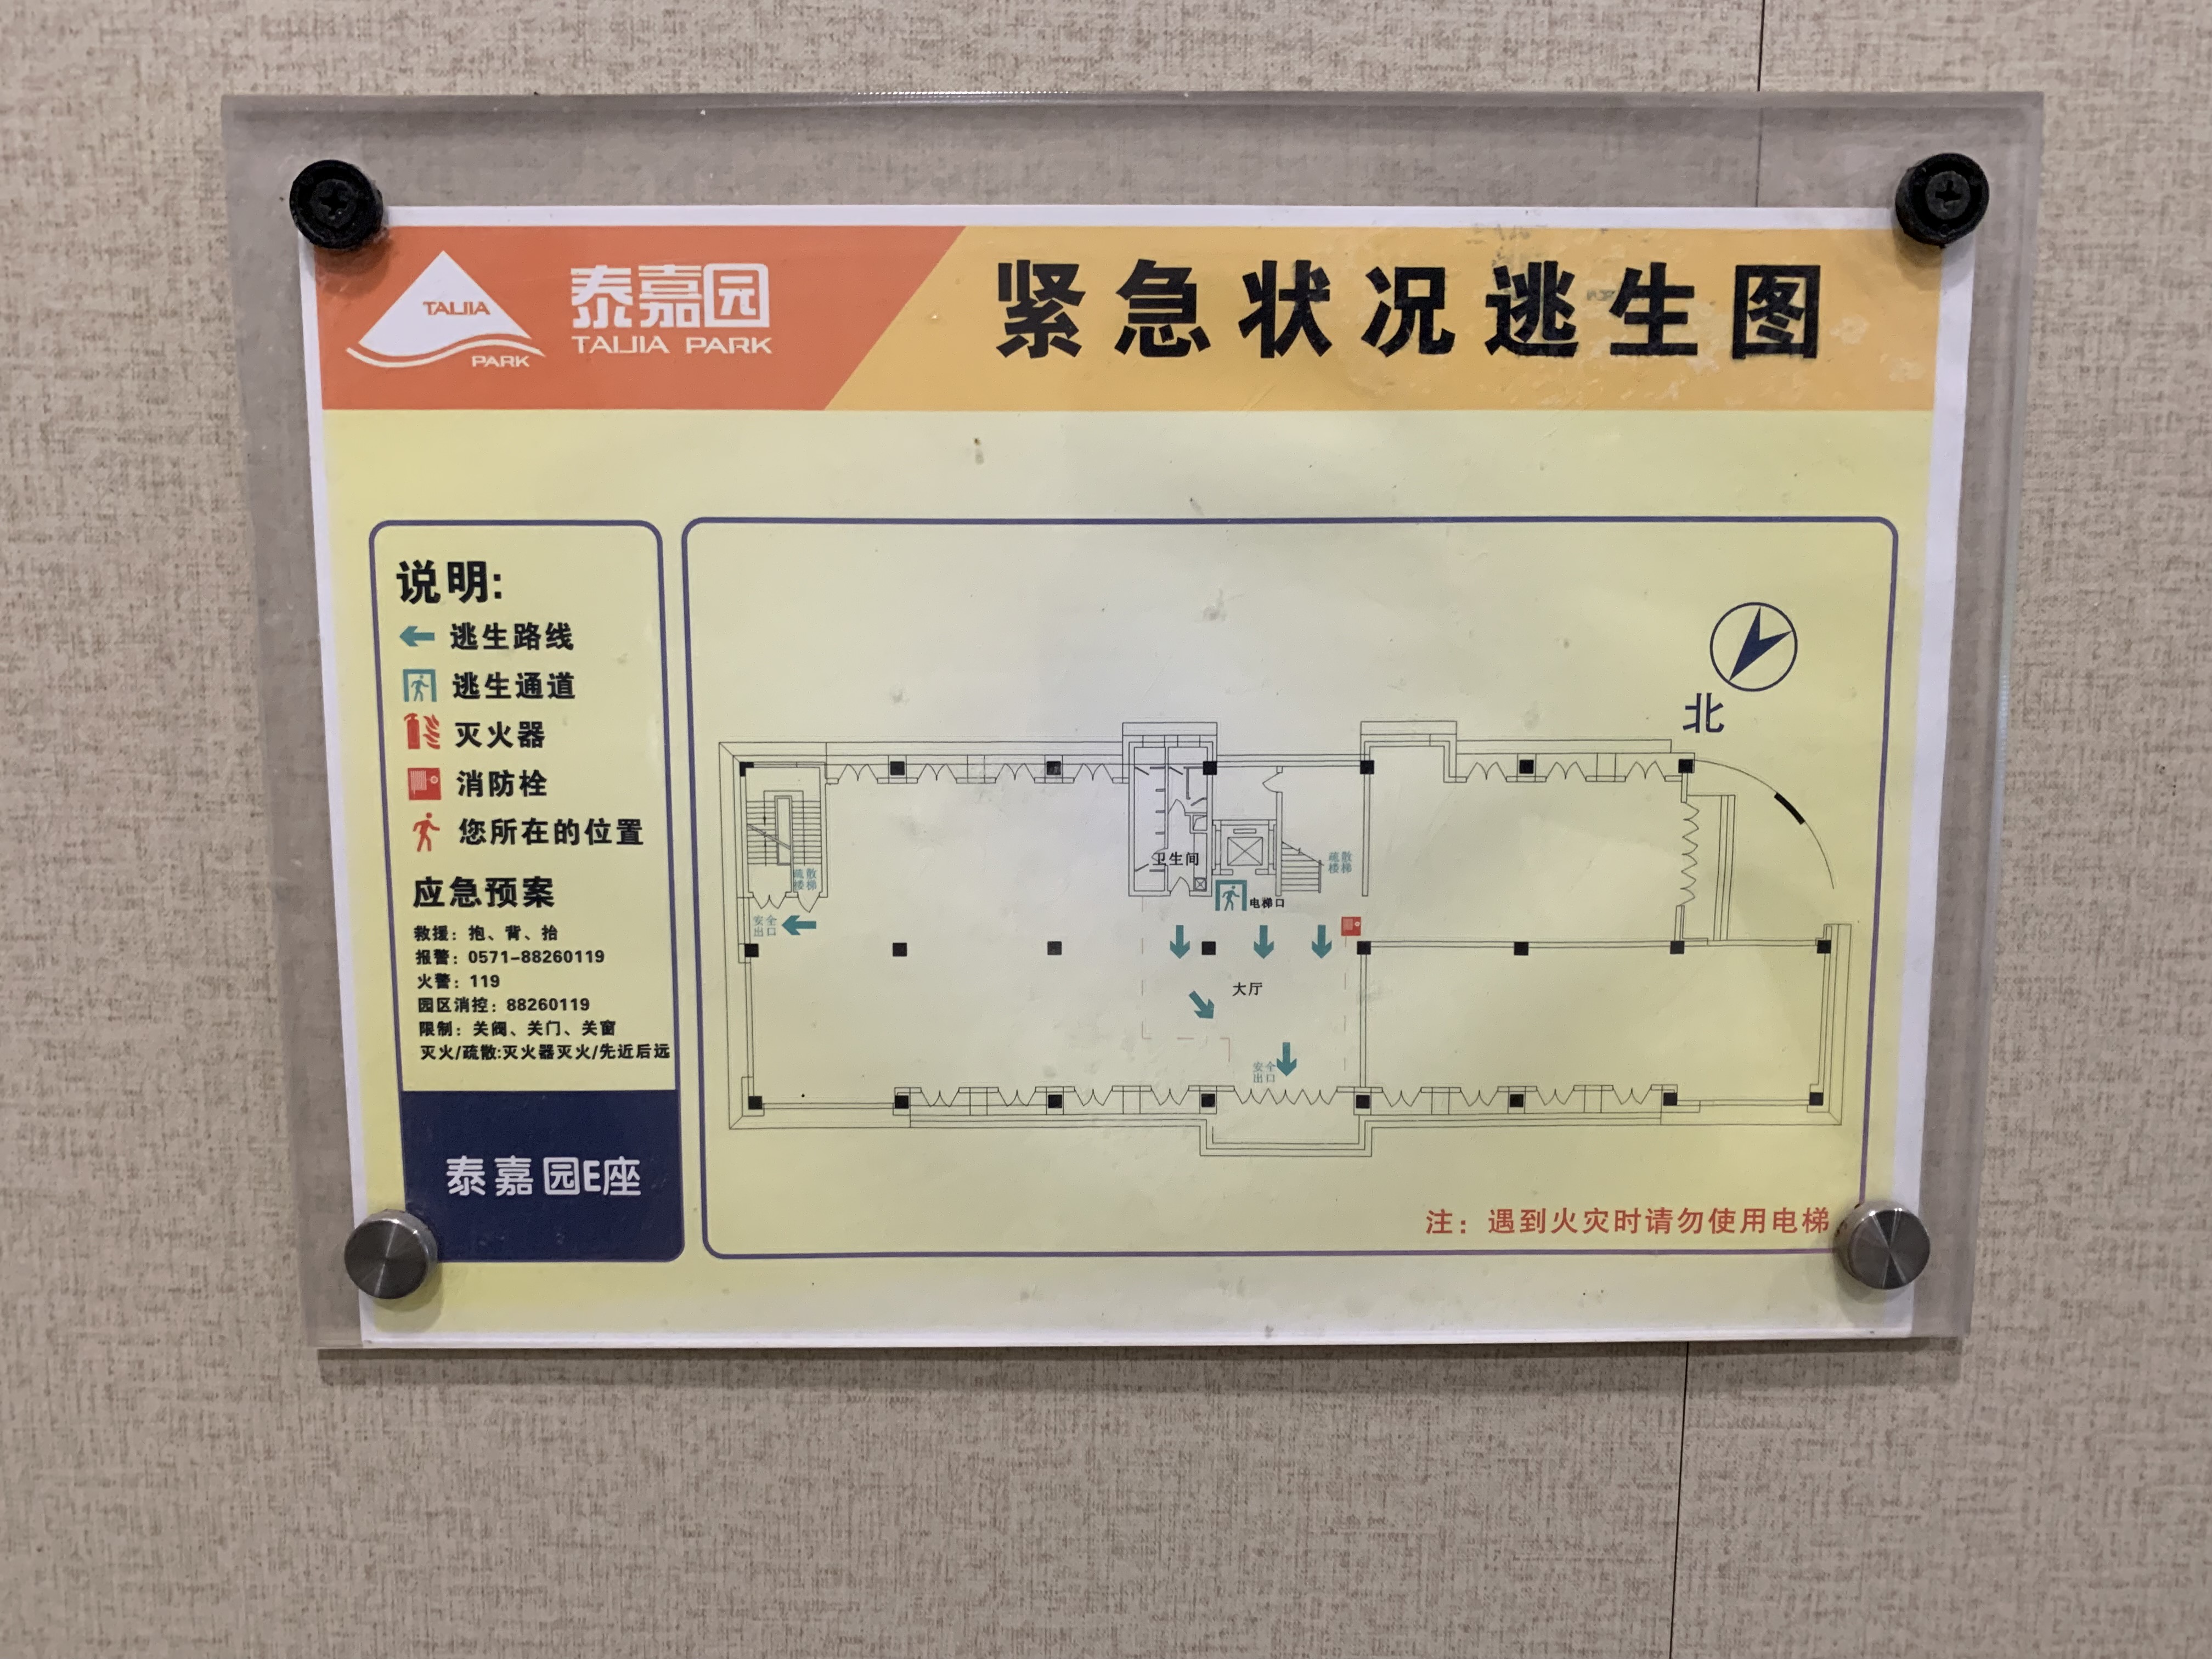 TAIJIA
PARK
泰嘉园
TAIJIA PARK
紧急状况逃生图
说明:
逃生路线
逃生通道
灭火器
消防栓
您所在的位置
应急预案
救援：抱、背、抬
报警：0571-88260119
火警：119
园区消控：88260119
限制：关阀、关门、关窗
灭火/疏散:灭火器灭火/先近后远
泰嘉园E座
北
卫生间
疏散
楼梯
疏散
楼梯
电梯口
安全
出口
大厅
安全
出口
注：遇到火灾时请勿使用电梯